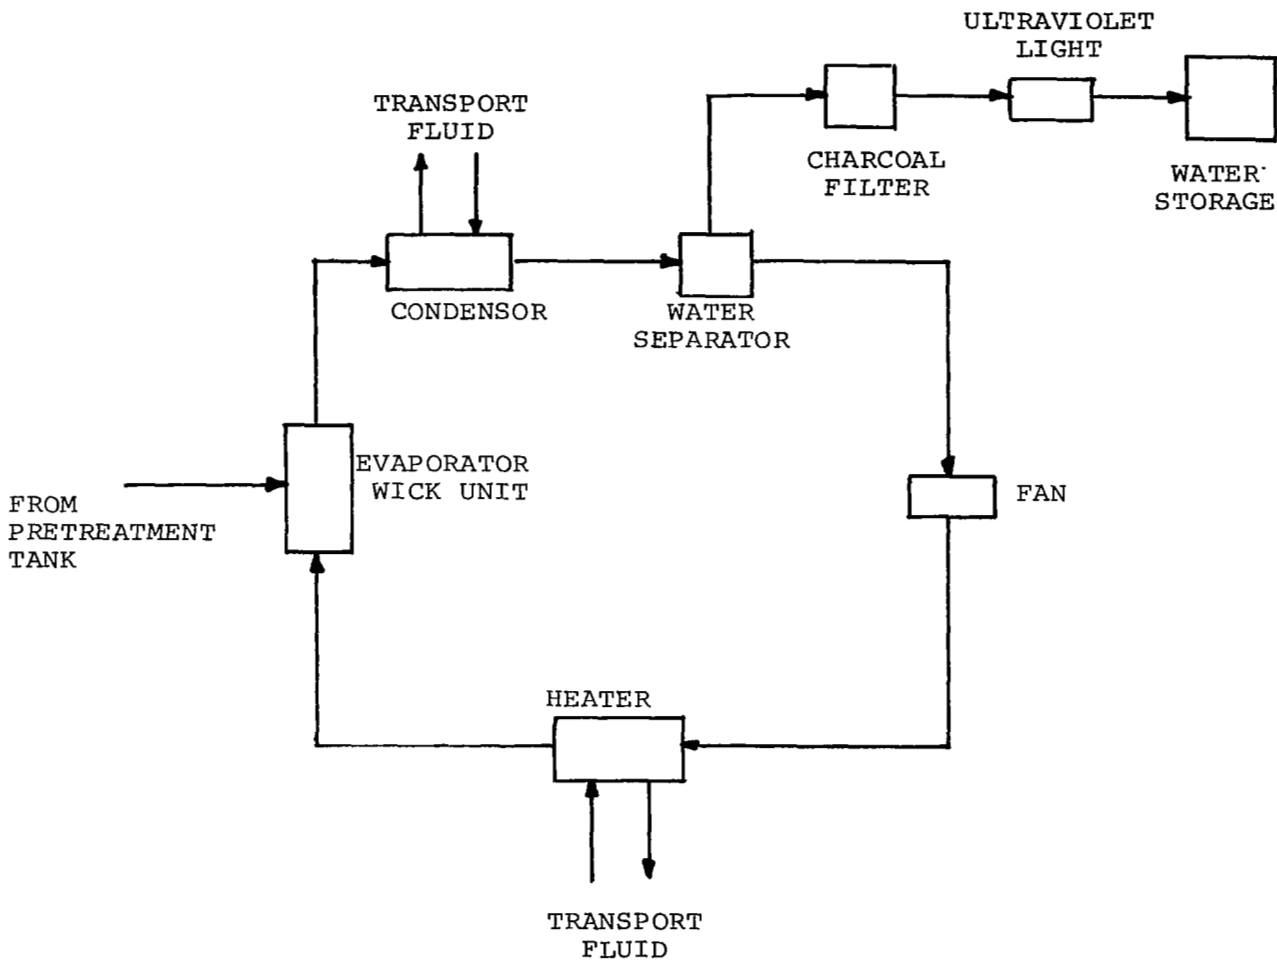 ULTRAVIOLET
LIGHT
TRANSPORT
FLUID
CHARCOAL
FILTER
WATER
STORAGE
CONDENSOR
WATER
SEPARATOR
EVAPORATOR
WICK UNIT
FROM
PRETREATMENT
TANK
FAN
HEATER
TRANSPORT
FLUID